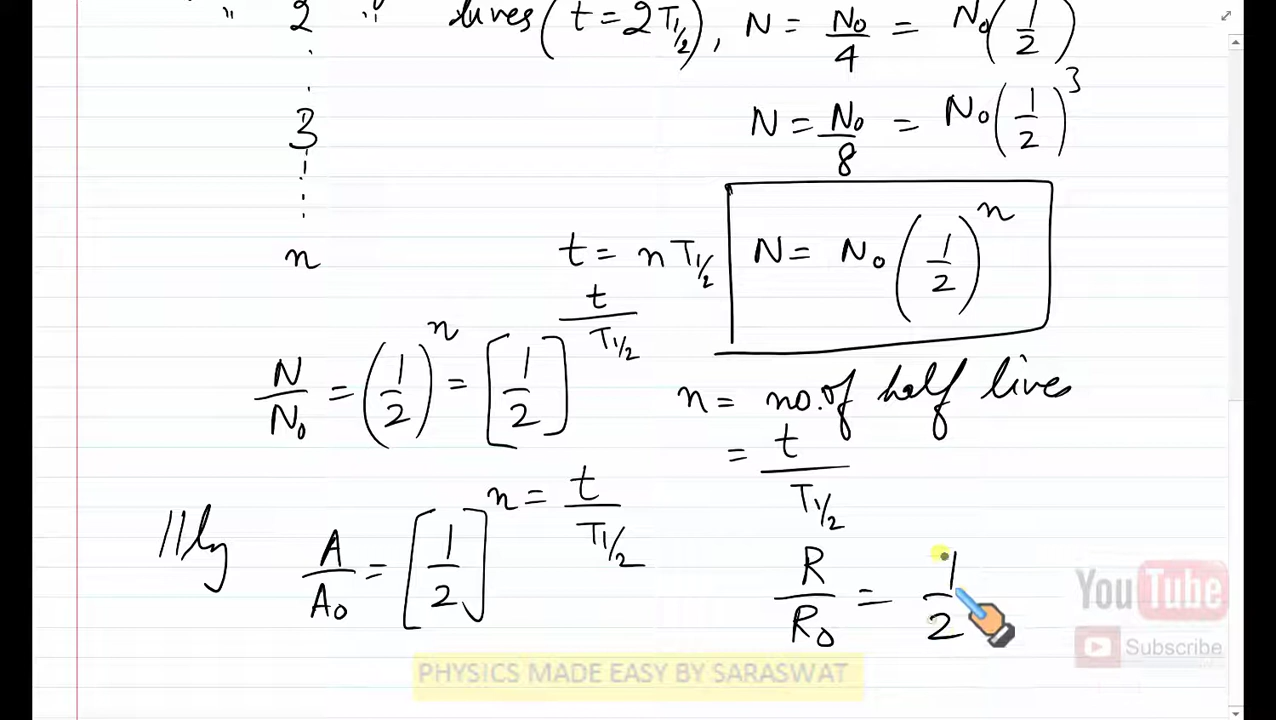 " 2 " lives (t = 2T1/2), N = N0/4 = N0(1/2)
3 N = N0/8 = N0(1/2)^3
n t = nT1/2 N = N0(1/2)^n
N/N0 = (1/2)^n = [1/2]^t/T1/2 n = no. of half lives
= t/T1/2
//ly A/A0 = [1/2]^n = t/T1/2
R/R0 = 1/2
YouTube
Subscribe
PHYSICS MADE EASY BY SARASWAT